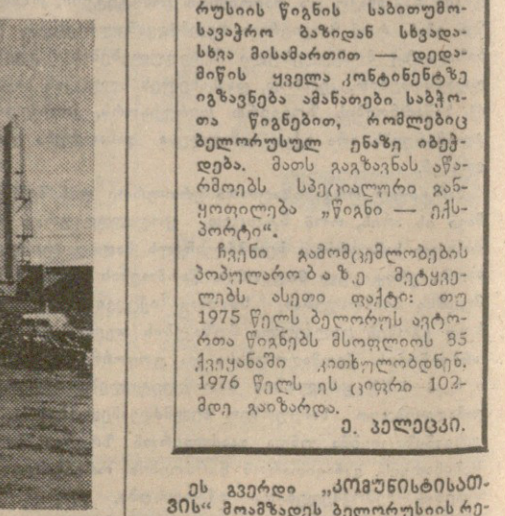 რუსიის წიგნის საბითუმო-
სავაჭრო ბაზიდან სხვადა-
სხვა მისამართით — დედა-
მიწის ყველა კონტინენტზე
იგზავნება ამანათები საბჭო-
თა წიგნებით, რომლებიც
ბელორუსულ ენაზე იბეჭ-
დება. მათს გაგზავნას აწა-
რმოებს სპეციალური გან-
ყოფილება „წიგნი — ექს-
პორტი“.
ჩვენი გამომცემლობების
პოპულარობაზე მეტყვე-
ლებს ასეთი ფაქტი: თუ
1975 წელს ბელორუს ავტო-
რთა წიგნებს მსოფლიოს 85
ქვეყანაში კითხულობდნენ,
1976 წელს ეს ციფრი 102-
მდე გაიზარდა.
ე. პელეცკი.
ეს გვერდი „კომუნისტისათ-
ვის“ მოამზადეს ბელორუსიის რე-